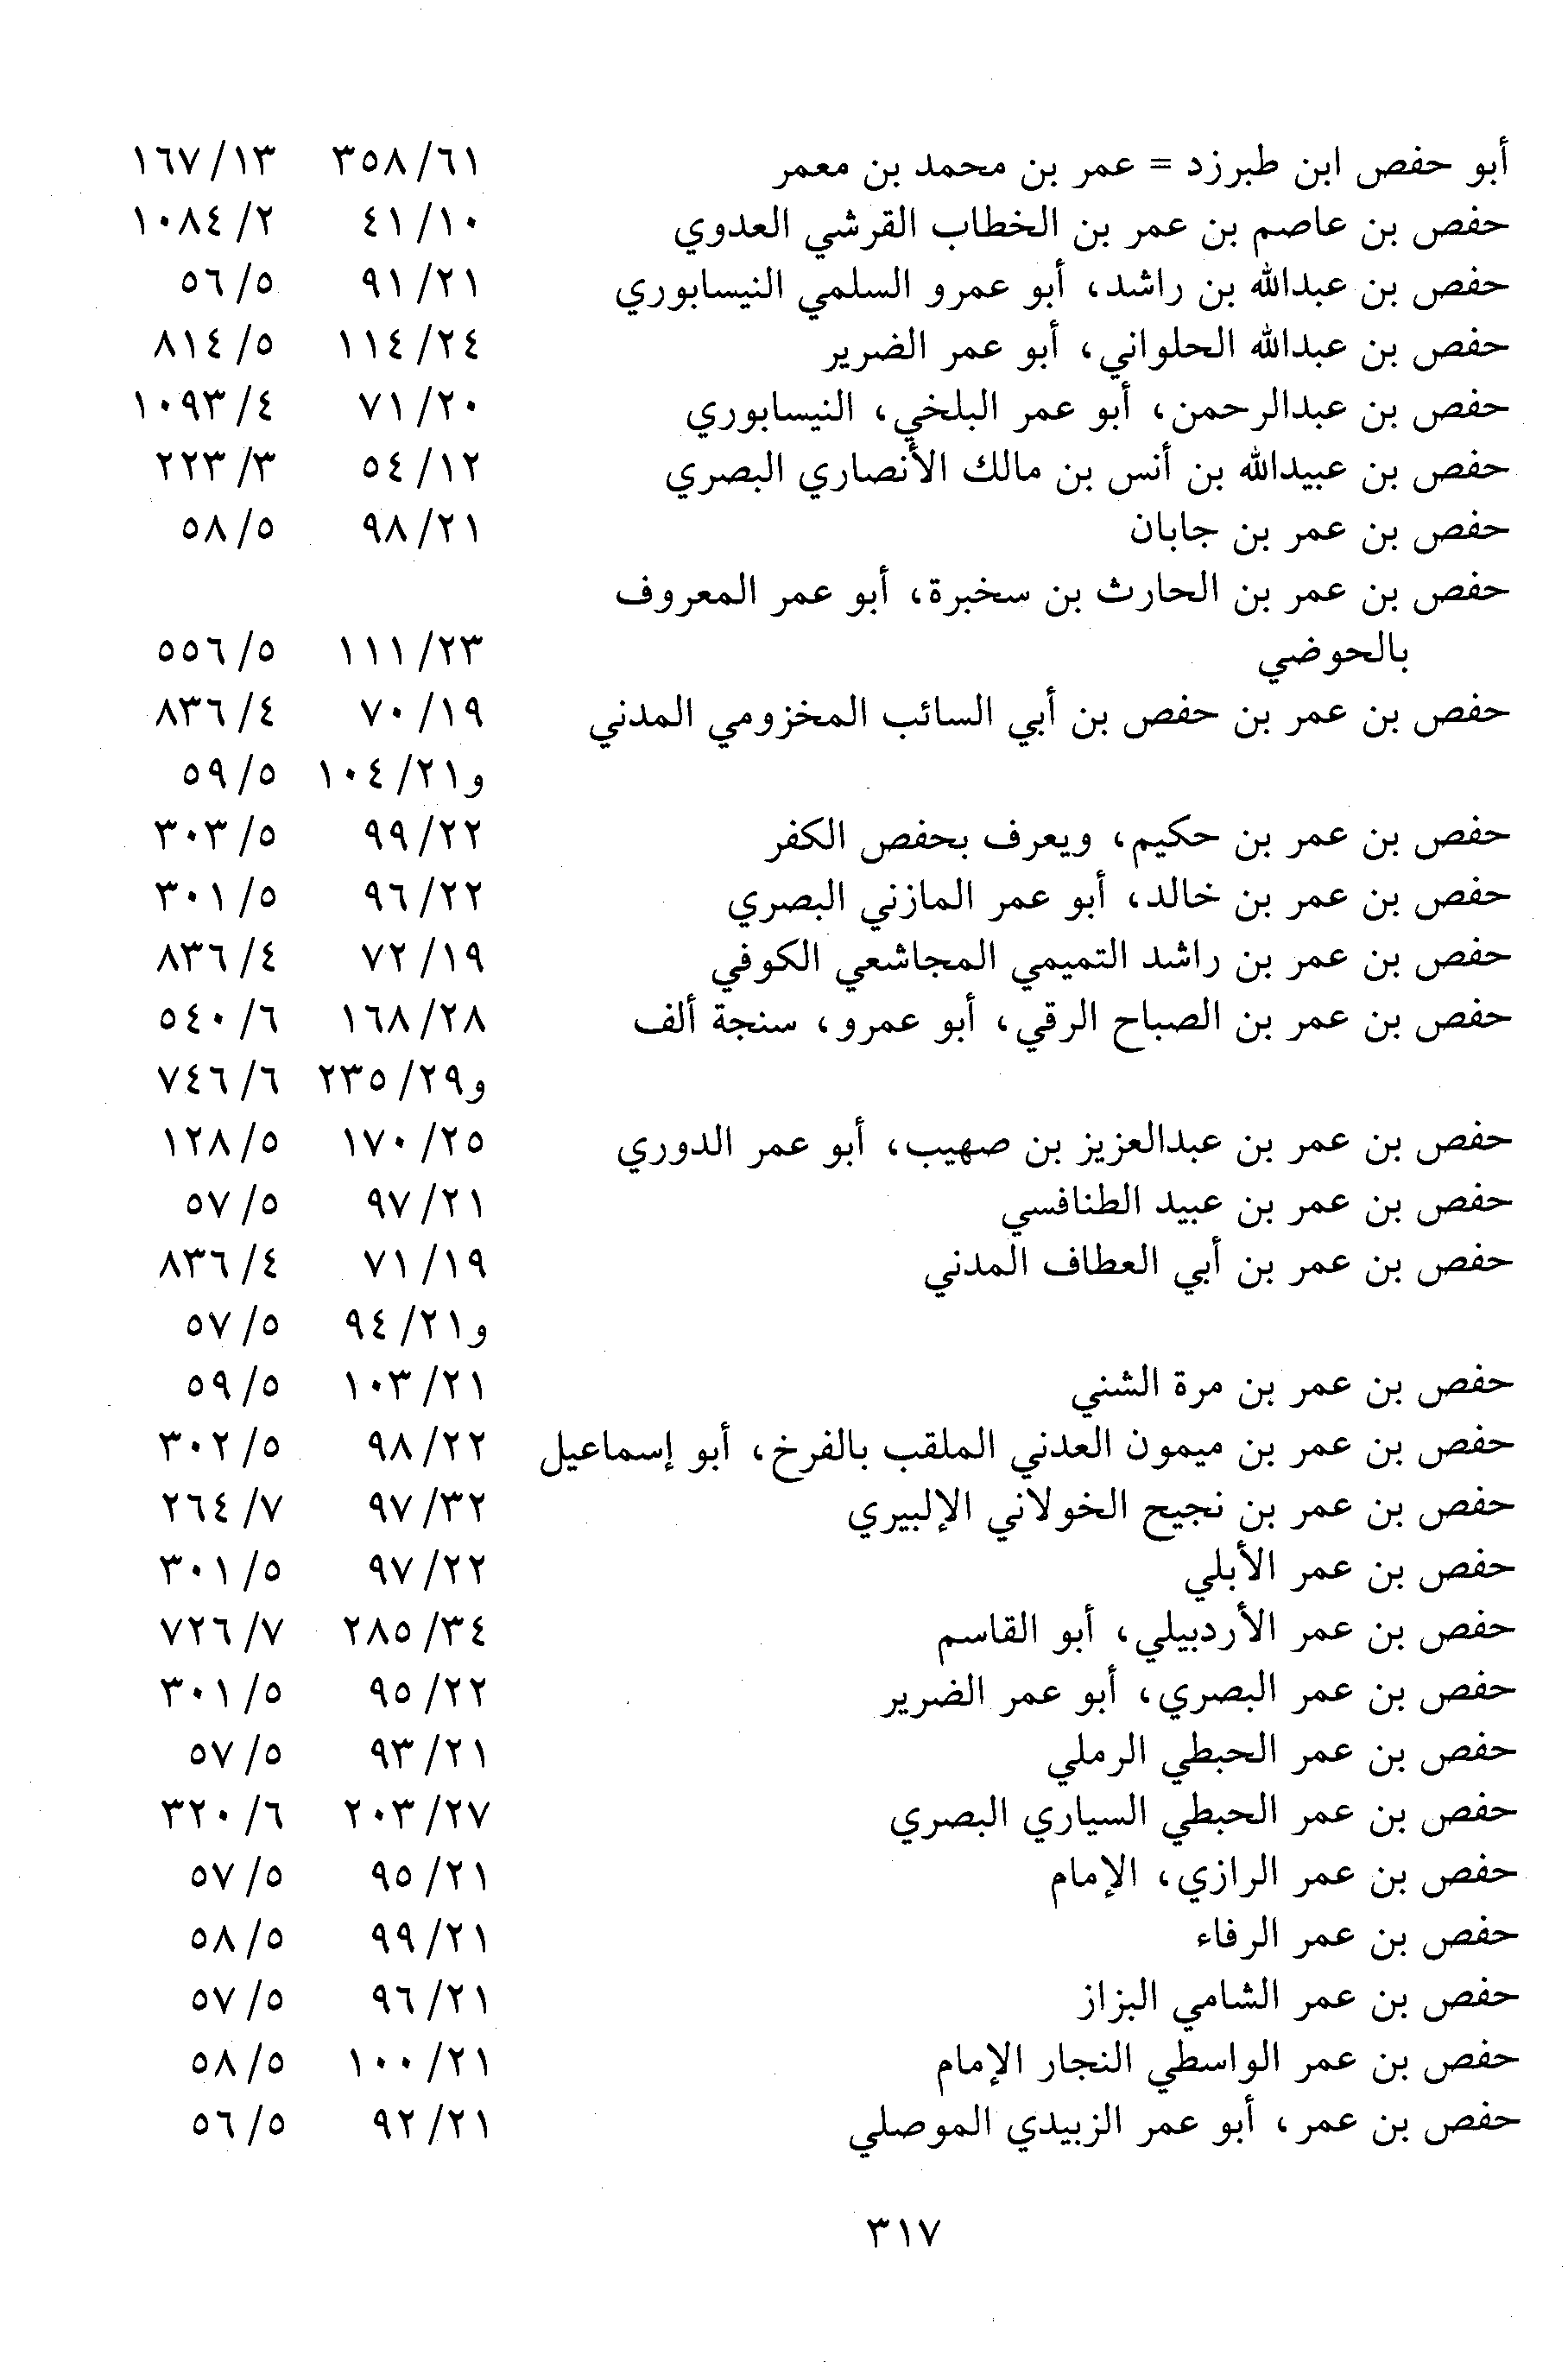 أبو حفص ابن طبرزد = عمر بن محمد بن معمر ٦١/ ٣٥٨ ١٣/ ١٦٧
حفص بن عاصم بن عمر بن الخطاب القرشي العدوي ١٠/ ٤١ ٢/ ١٠٨٤
حفص بن عبدالله بن راشد، أبو عمرو السلمي النيسابوري ٢١/ ٩١ ٥/ ٥٦
حفص بن عبدالله الحلواني، أبو عمر الضرير ٢٤/ ١١٤ ٥/ ٨١٤
حفص بن عبدالرحمن، أبو عمر البلخي، النيسابوري ٢٠/ ٧١ ٤/ ١٠٩٣
حفص بن عبيدالله بن أنس بن مالك الأنصاري البصري ١٢/ ٥٤ ٣/ ٢٢٣
حفص بن عمر بن جابان ٢١/ ٩٨ ٥/ ٥٨
حفص بن عمر بن الحارث بن سخبرة، أبو عمر المعروف
بالحوضي ٢٣/ ١١١ ٥/ ٥٥٦
حفص بن عمر بن حفص بن أبي السائب المخزومي المدني ١٩/ ٧٠ ٤/ ٨٣٦
و٢١/ ١٠٤ ٥/ ٥٩
حفص بن عمر بن حكيم، ويعرف بحفص الكفر ٢٢/ ٩٩ ٥/ ٣٠٣
حفص بن عمر بن خالد، أبو عمر المازني البصري ٢٢/ ٩٦ ٥/ ٣٠١
حفص بن عمر بن راشد التميمي المجاشعي الكوفي ١٩/ ٧٢ ٤/ ٨٣٦
حفص بن عمر بن الصباح الرقي، أبو عمرو، سنجة ألف ٢٨/ ١٦٨ ٦/ ٥٤٠
و٢٩/ ٢٣٥ ٦/ ٧٤٦
حفص بن عمر بن عبدالعزيز بن صهيب، أبو عمر الدوري ٢٥/ ١٧٠ ٥/ ١٢٨
حفص بن عمر بن عبيد الطنافسي ٢١/ ٩٧ ٥/ ٥٧
حفص بن عمر بن أبي العطاف المدني ١٩/ ٧١ ٤/ ٨٣٦
و٢١/ ٩٤ ٥/ ٥٧
حفص بن عمر بن مرة الشني ٢١/ ١٠٣ ٥/ ٥٩
حفص بن عمر بن ميمون العدني الملقب بالفرخ، أبو إسماعيل ٢٢/ ٩٨ ٥/ ٣٠٢
حفص بن عمر بن نجيح الخولاني الإلبيري ٣٢/ ٩٧ ٧/ ٢٦٤
حفص بن عمر الأبلي ٢٢/ ٩٧ ٥/ ٣٠١
حفص بن عمر الأردبيلي، أبو القاسم ٣٤/ ٢٨٥ ٧/ ٧٢٦
حفص بن عمر البصري، أبو عمر الضرير ٢٢/ ٩٥ ٥/ ٣٠١
حفص بن عمر الحبطي الرملي ٢١/ ٩٣ ٥/ ٥٧
حفص بن عمر الحبطي السياري البصري ٢٧/ ٢٠٣ ٦/ ٣٢٠
حفص بن عمر الرازي، الإمام ٢١/ ٩٥ ٥/ ٥٧
حفص بن عمر الرفاء ٢١/ ٩٩ ٥/ ٥٨
حفص بن عمر الشامي البزاز ٢١/ ٩٦ ٥/ ٥٧
حفص بن عمر الواسطي النجار الإمام ٢١/ ١٠٠ ٥/ ٥٨
حفص بن عمر، أبو عمر الزبيدي الموصلي ٢١/ ٩٢ ٥/ ٥٦
٣١٧